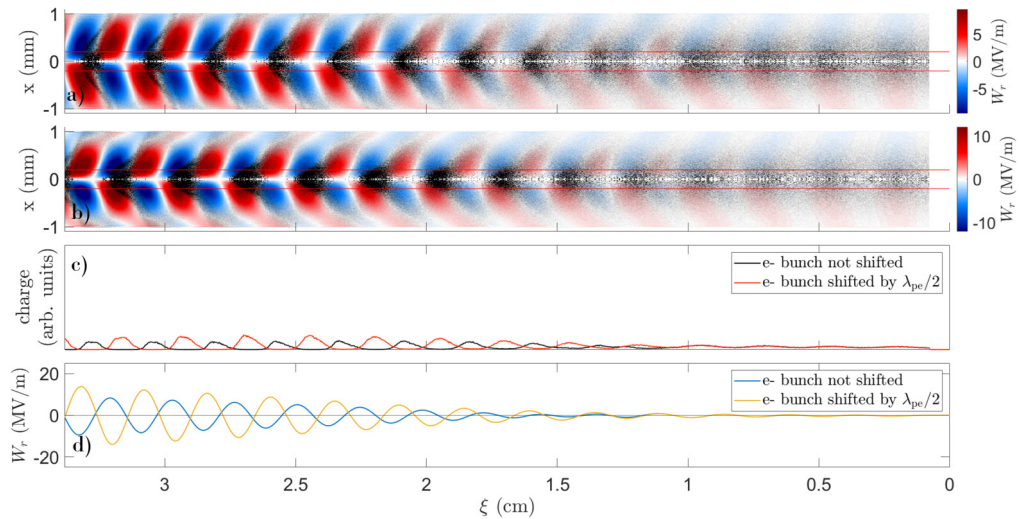 1
x (mm)
0
-1
a)
5
0
-5
W_r (MV/m)
1
x (mm)
0
-1
b)
10
0
-10
W_r (MV/m)
c)
charge
(arb. units)
e- bunch not shifted
e- bunch shifted by λ_pe/2
20
0
-20
W_r (MV/m)
d)
e- bunch not shifted
e- bunch shifted by λ_pe/2
3 2.5 2 1.5 1 0.5 0
ξ (cm)